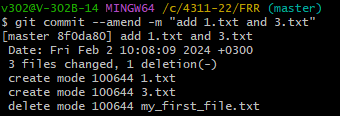 v302@V-302B-14 MINGW64 /c/4311-22/FRR (master)
$ git commit --amend -m "add 1.txt and 3.txt"
[master 8f0da80] add 1.txt and 3.txt
 Date: Fri Feb 2 10:08:09 2024 +0300
 3 files changed, 1 deletion(-)
 create mode 100644 1.txt
 create mode 100644 3.txt
 delete mode 100644 my_first_file.txt